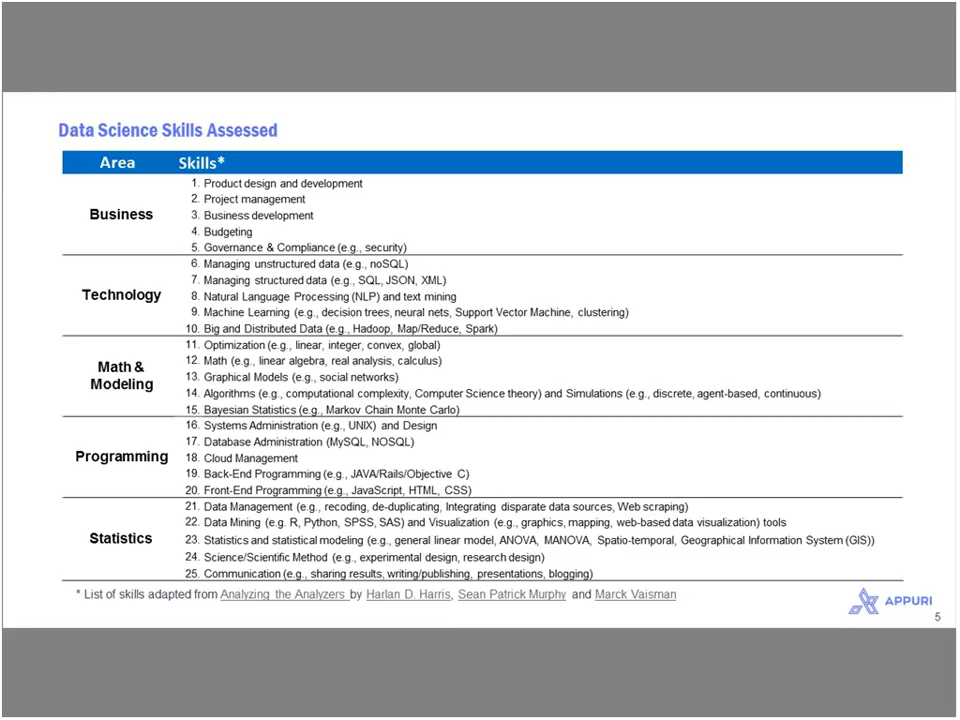 Data Science Skills Assessed
Area Skills*
Business
1. Product design and development
2. Project management
3. Business development
4. Budgeting
5. Governance & Compliance (e.g., security)
Technology
6. Managing unstructured data (e.g., noSQL)
7. Managing structured data (e.g., SQL, JSON, XML)
8. Natural Language Processing (NLP) and text mining
9. Machine Learning (e.g., decision trees, neural nets, Support Vector Machine, clustering)
10. Big and Distributed Data (e.g., Hadoop, Map/Reduce, Spark)
Math &
Modeling
11. Optimization (e.g., linear, integer, convex, global)
12. Math (e.g., linear algebra, real analysis, calculus)
13. Graphical Models (e.g., social networks)
14. Algorithms (e.g., computational complexity, Computer Science theory) and Simulations (e.g., discrete, agent-based, continuous)
15. Bayesian Statistics (e.g., Markov Chain Monte Carlo)
Programming
16. Systems Administration (e.g., UNIX) and Design
17. Database Administration (MySQL, NOSQL)
18. Cloud Management
19. Back-End Programming (e.g., JAVA/Rails/Objective C)
20. Front-End Programming (e.g., JavaScript, HTML, CSS)
Statistics
21. Data Management (e.g., recoding, de-duplicating, Integrating disparate data sources, Web scraping)
22. Data Mining (e.g. R, Python, SPSS, SAS) and Visualization (e.g., graphics, mapping, web-based data visualization) tools
23. Statistics and statistical modeling (e.g., general linear model, ANOVA, MANOVA, Spatio-temporal, Geographical Information System (GIS))
24. Science/Scientific Method (e.g., experimental design, research design)
25. Communication (e.g., sharing results, writing/publishing, presentations, blogging)
* List of skills adapted from Analyzing the Analyzers by Harlan D. Harris, Sean Patrick Murphy and Marck Vaisman
APPURI
5